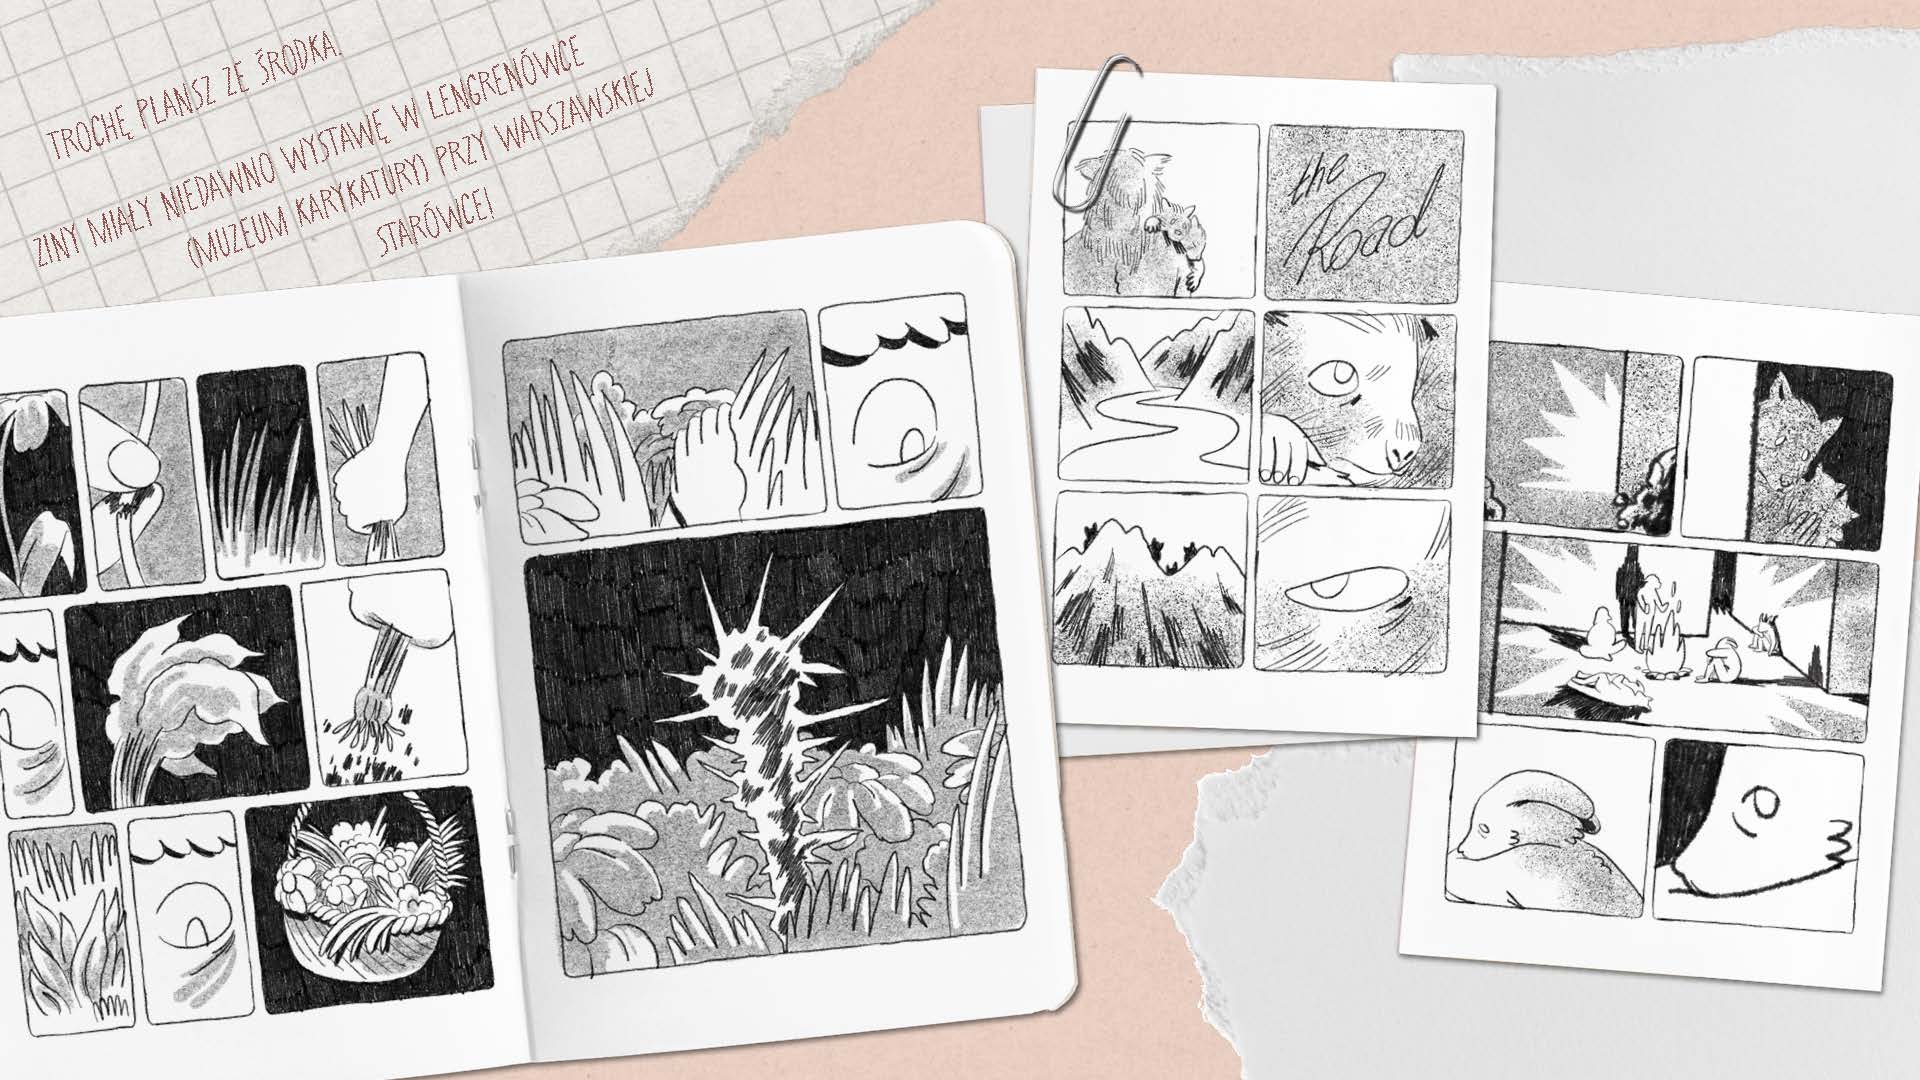 TROCHĘ PLANSZ ZE ŚRODKA.
ZINY MIAŁY NIEDAWNO WYSTAWĘ W LENGRENÓWCE
(MUZEUM KARYKATURY) PRZY WARSZAWSKIEJ
STARÓWCE!
the
Road